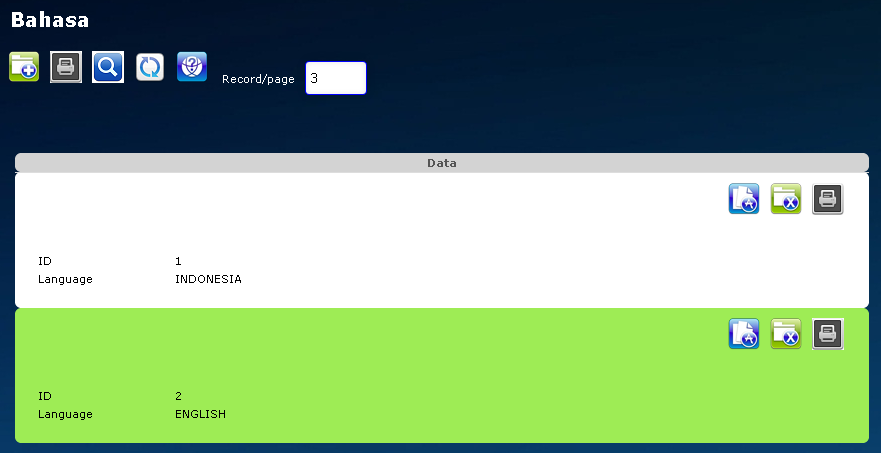 Bahasa
Record/page 3
Data
ID 1
Language INDONESIA
ID 2
Language ENGLISH